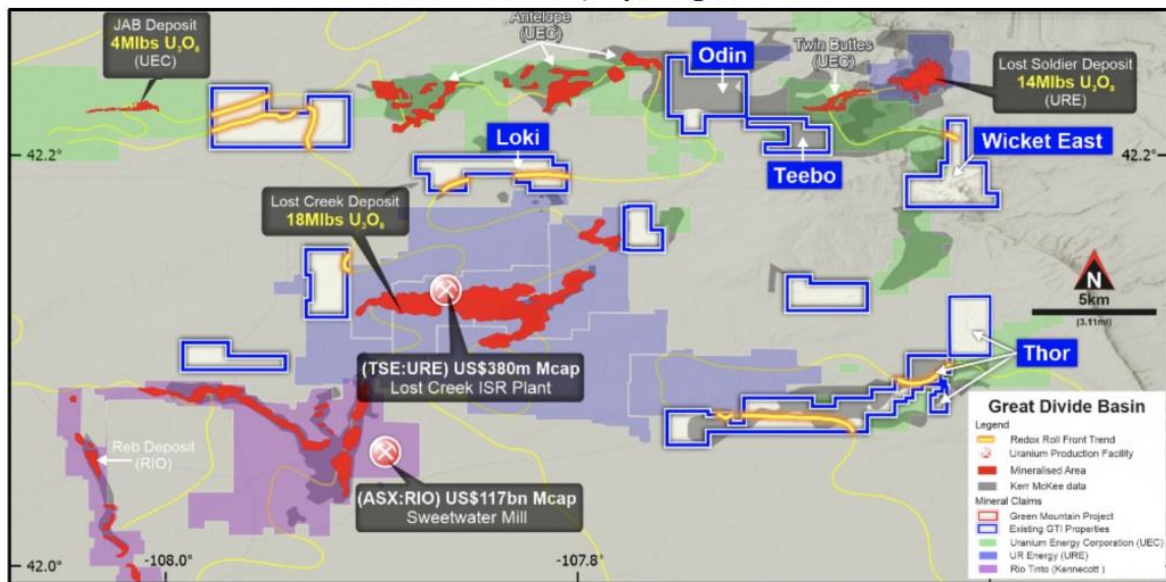 JAB Deposit
4Mlbs U₃O₈
(UEC)
Antelope
(UEC)
Odin
Twin Buttes
(UEC)
Lost Soldier Deposit
14Mlbs U₃O₈
(URE)
42.2°
Loki
Teebo
Wicket East
42.2°
Lost Creek Deposit
18Mlbs U₃O₈
N
5km
(3.11mi)
(TSE:URE) US$380m Mcap
Lost Creek ISR Plant
Thor
Reb Deposit
(RIO)
(ASX:RIO) US$117bn Mcap
Sweetwater Mill
42.0°
-108.0°
-107.8°
Great Divide Basin
Legend
Redox Roll Front Trend
Uranium Production Facility
Mineralised Area
Kerr McKee data
Mineral Claims
Green Mountain Project
Existing GTI Properties
Uranium Energy Corporation (UEC)
UR Energy (URE)
Rio Tinto (Kennecott )